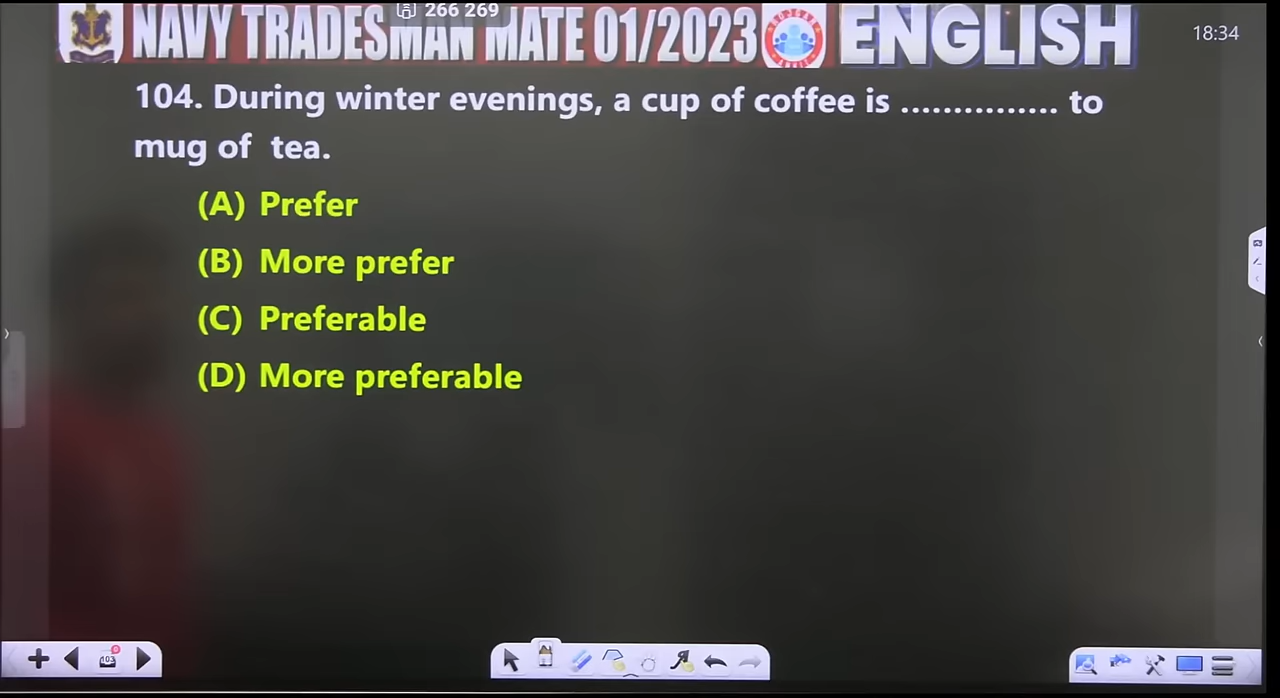 266 269
NAVY TRADESMAN MATE 01/2023 ENGLISH
18:34
104. During winter evenings, a cup of coffee is ............... to
mug of tea.
(A) Prefer
(B) More prefer
(C) Preferable
(D) More preferable
103